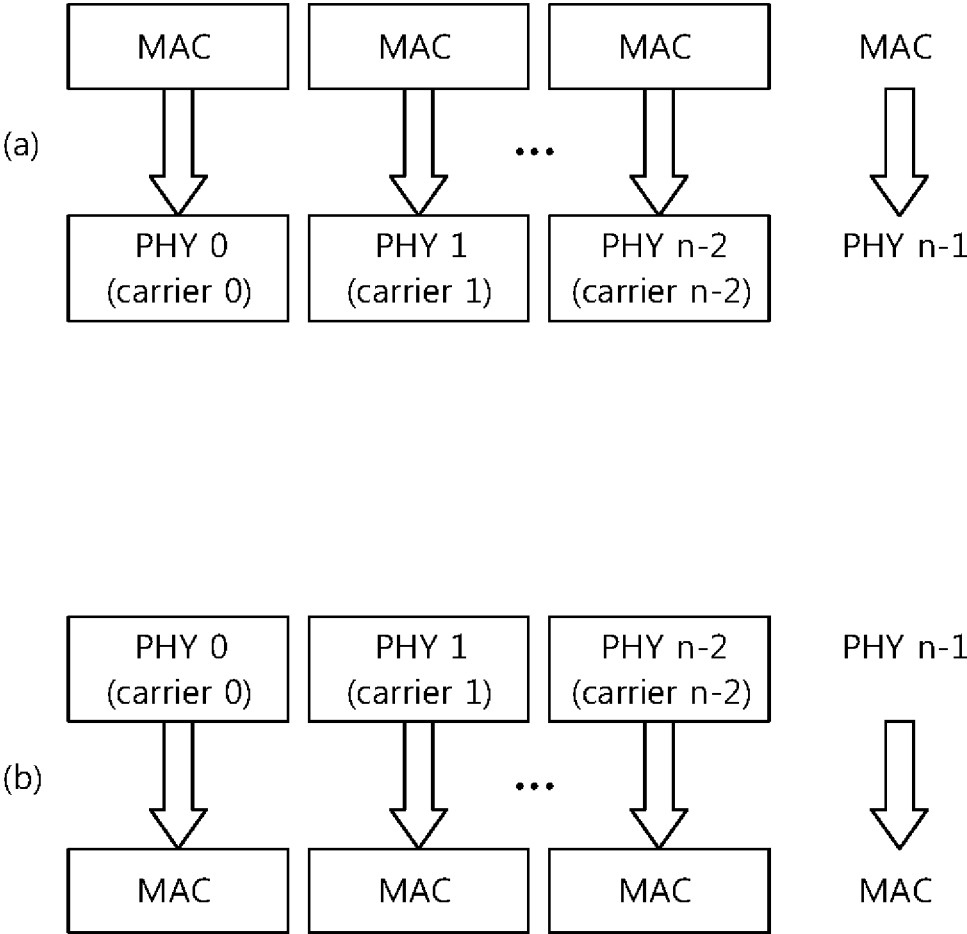 MAC MAC MAC MAC
(a) ...
PHY 0 PHY 1 PHY n-2 PHY n-1
(carrier 0) (carrier 1) (carrier n-2)
PHY 0 PHY 1 PHY n-2 PHY n-1
(carrier 0) (carrier 1) (carrier n-2)
(b) ...
MAC MAC MAC MAC